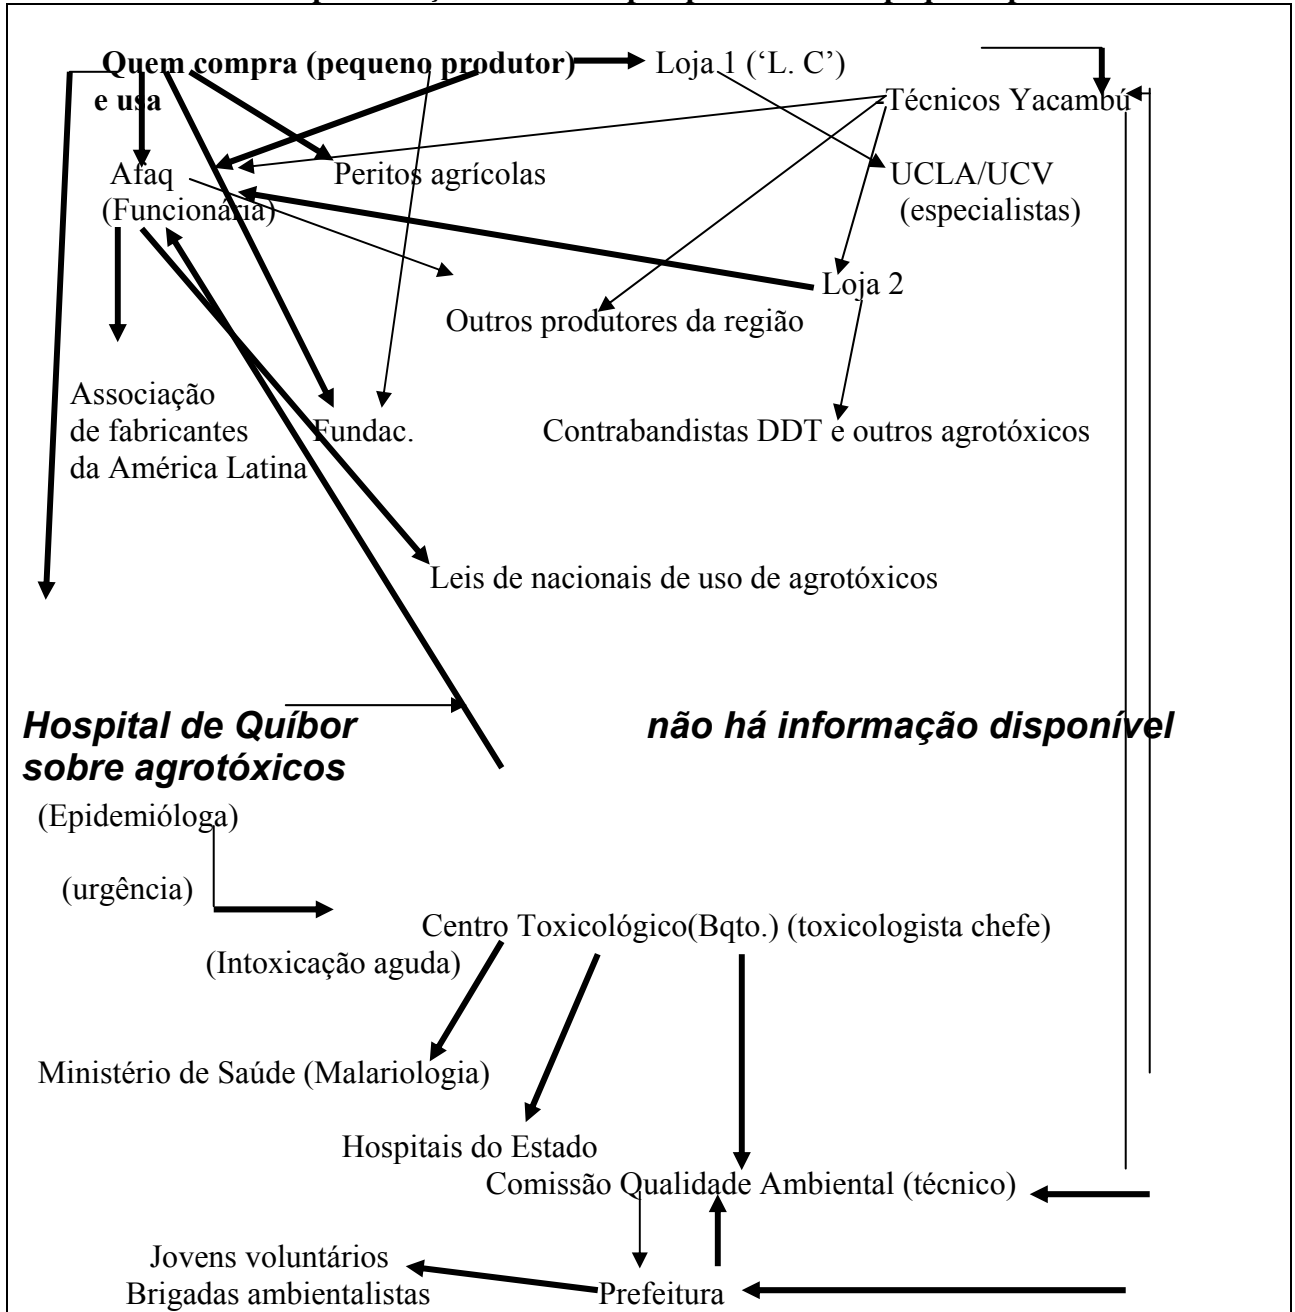 Quem compra (pequeno produtor) Loja 1 (‘L. C’)
e usa Técnicos Yacambú
Afaq Peritos agrícolas UCLA/UCV
(Funcionária) (especialistas)
Loja 2
Outros produtores da região
Associação
de fabricantes Fundac. Contrabandistas DDT e outros agrotóxicos
da América Latina
Leis de nacionais de uso de agrotóxicos
Hospital de Quíbor não há informação disponível
sobre agrotóxicos
(Epidemióloga)
(urgência)
Centro Toxicológico(Bqto.) (toxicologista chefe)
(Intoxicação aguda)
Ministério de Saúde (Malariologia)
Hospitais do Estado
Comissão Qualidade Ambiental (técnico)
Jovens voluntários
Brigadas ambientalistas Prefeitura